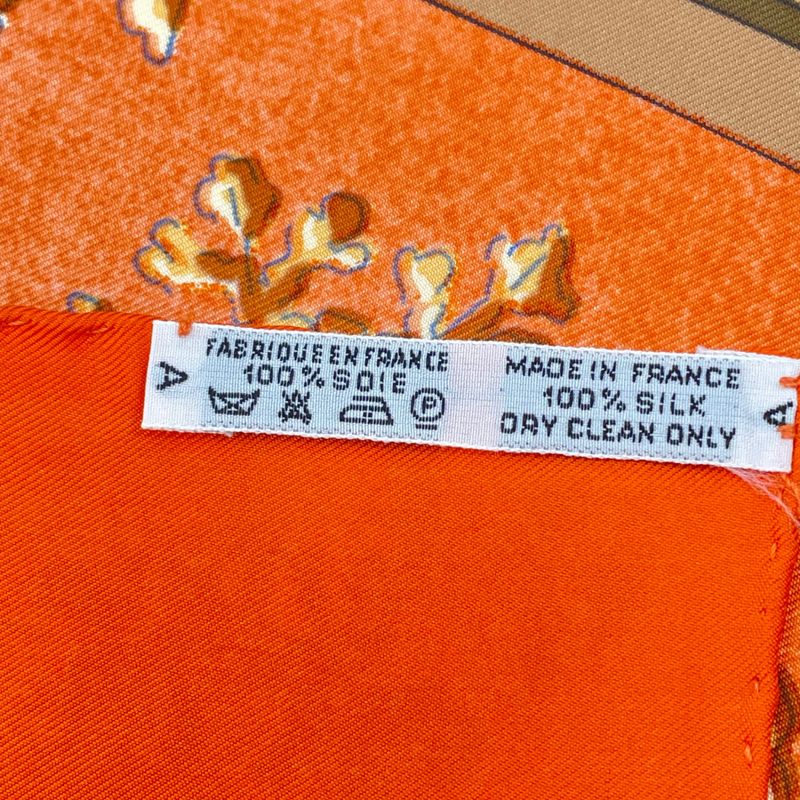 A
FABRIQUE EN FRANCE
100% SOIE
P
MADE IN FRANCE
100% SILK
DRY CLEAN ONLY
A